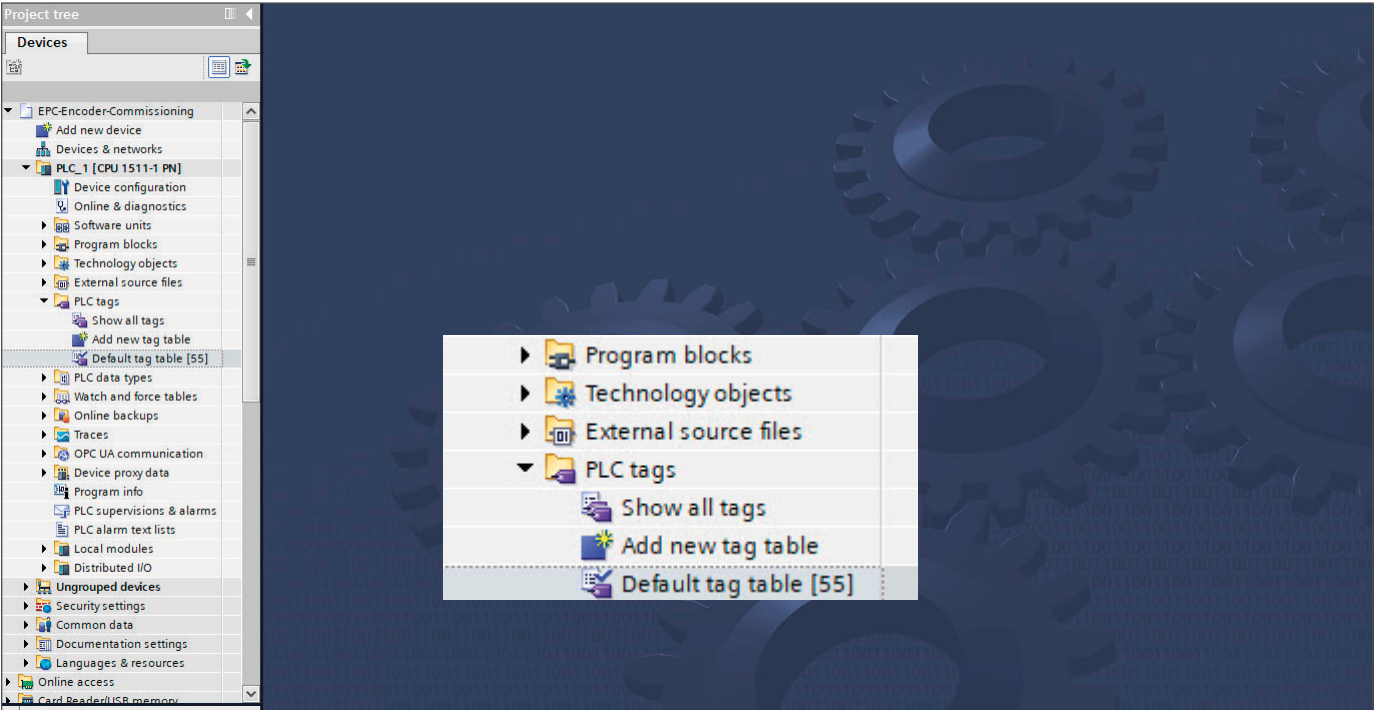 Project tree
Devices
EPC-Encoder-Commissioning
Add new device
Devices & networks
PLC_1 [CPU 1511-1 PN]
Device configuration
Online & diagnostics
Software units
Program blocks
Technology objects
External source files
PLC tags
Show all tags
Add new tag table
Default tag table [55]
PLC data types
Watch and force tables
Online backups
Traces
OPC UA communication
Device proxy data
Program info
PLC supervisions & alarms
PLC alarm text lists
Local modules
Distributed I/O
Ungrouped devices
Security settings
Common data
Documentation settings
Languages & resources
Online access
Card Reader/USB memory
Program blocks
Technology objects
External source files
PLC tags
Show all tags
Add new tag table
Default tag table [55]